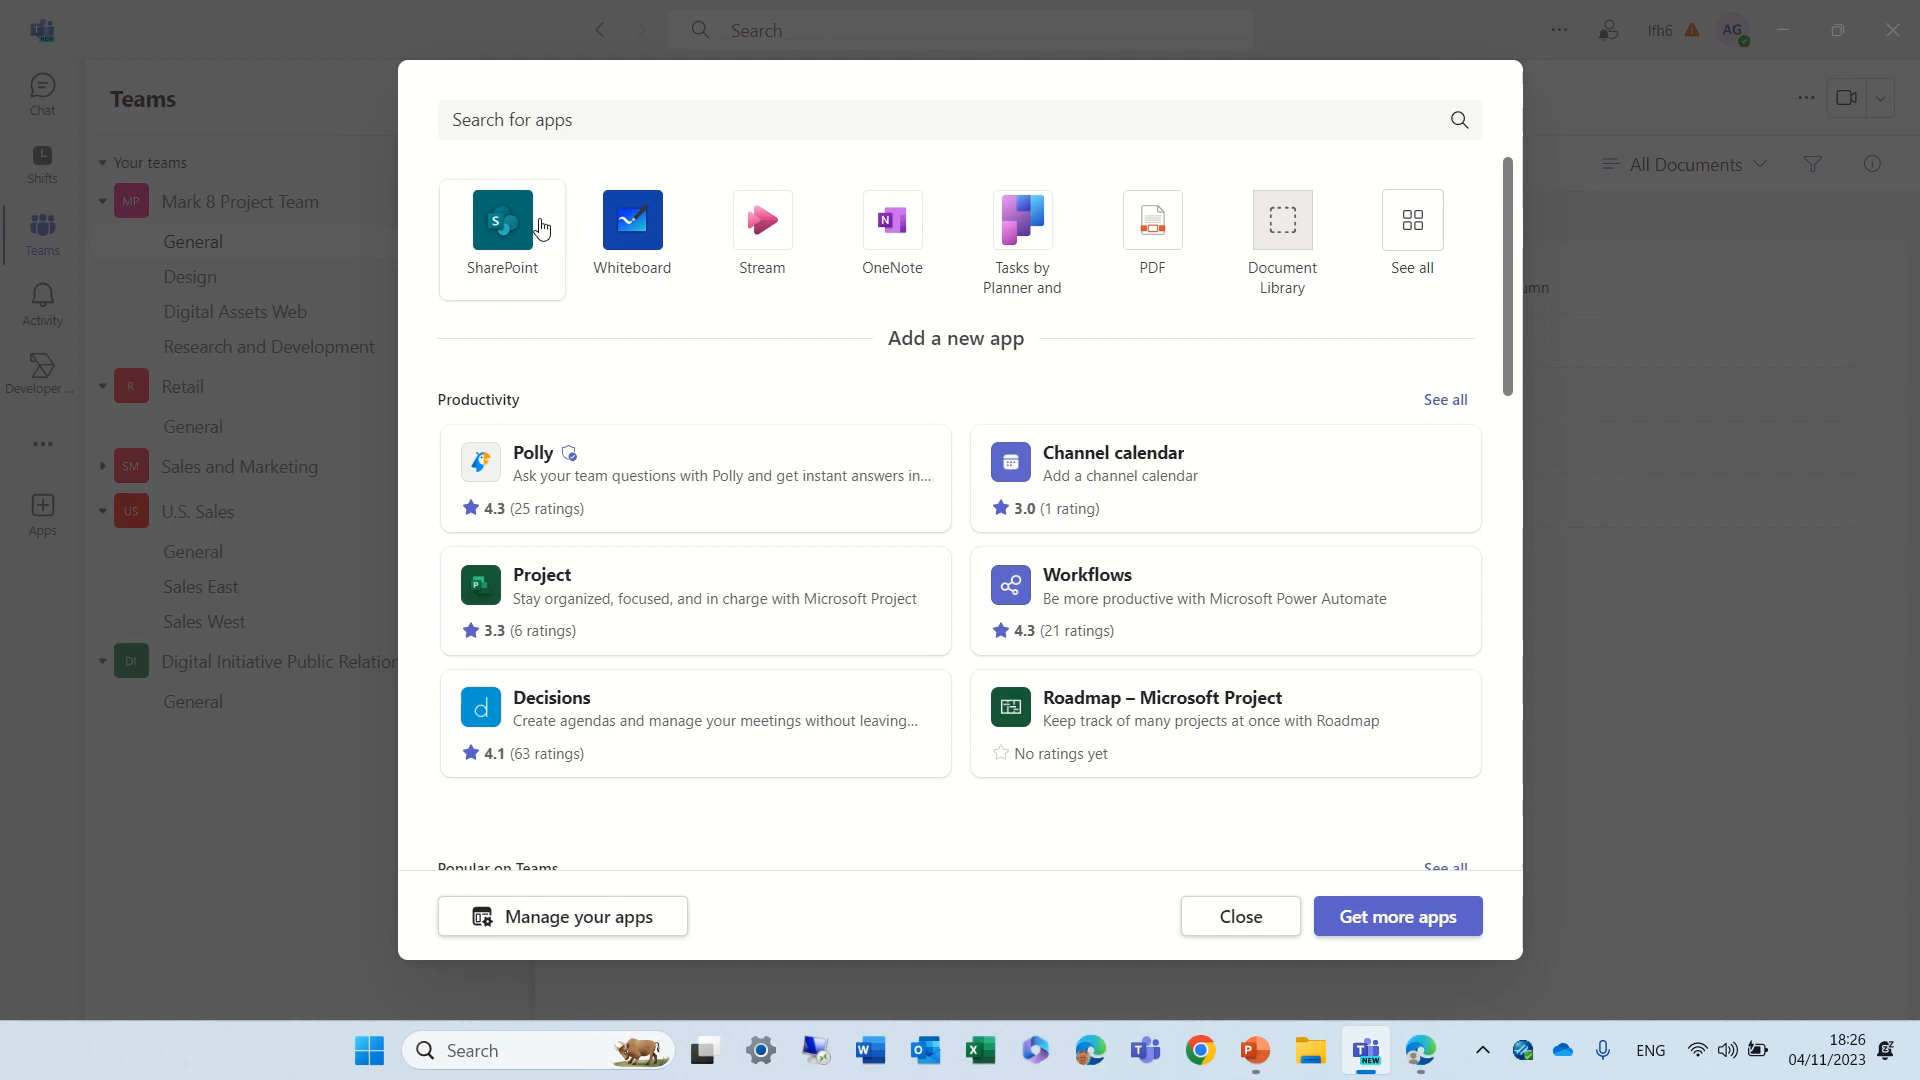 Search
lfh6
AG
Chat
Shifts
Teams
Activity
Developer ...
Apps
Teams
Your teams
MP Mark 8 Project Team
General
Design
Digital Assets Web
Research and Development
R Retail
General
SM Sales and Marketing
US U.S. Sales
General
Sales East
Sales West
DI Digital Initiative Public Relation
General
All Documents
umn
Search for apps
SharePoint
Whiteboard
Stream
OneNote
Tasks by
Planner and
PDF
Document
Library
See all
Add a new app
Productivity
See all
Polly
Ask your team questions with Polly and get instant answers in...
4.3 (25 ratings)
Channel calendar
Add a channel calendar
3.0 (1 rating)
Project
Stay organized, focused, and in charge with Microsoft Project
3.3 (6 ratings)
Workflows
Be more productive with Microsoft Power Automate
4.3 (21 ratings)
d
Decisions
Create agendas and manage your meetings without leaving...
4.1 (63 ratings)
Roadmap – Microsoft Project
Keep track of many projects at once with Roadmap
No ratings yet
Popular on Teams
See all
Manage your apps
Close
Get more apps
Search
ENG
18:26
04/11/2023